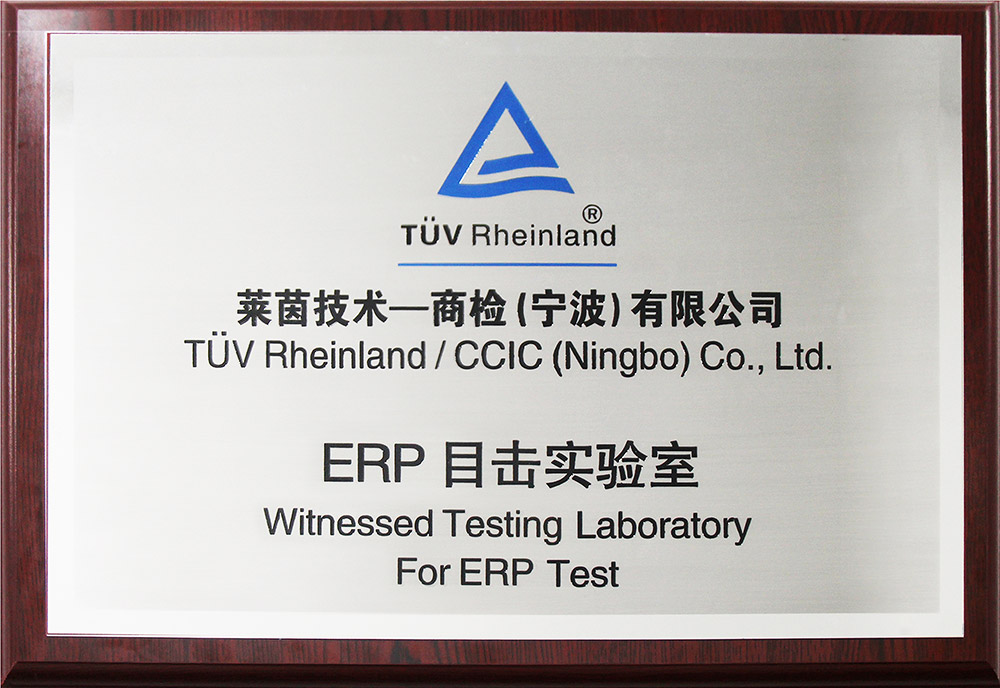 TÜV Rheinland®
莱茵技术—商检(宁波)有限公司
TÜV Rheinland / CCIC (Ningbo) Co., Ltd.
ERP 目击实验室
Witnessed Testing Laboratory
For ERP Test